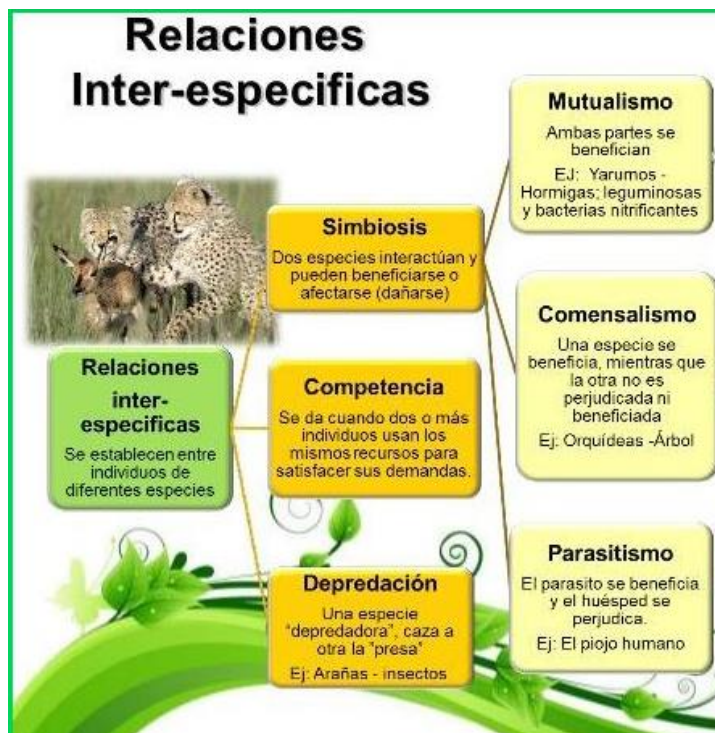 Relaciones
Inter-especificas
Relaciones
inter-
especificas
Se establecen entre
individuos de
diferentes especies
Simbiosis
Dos especies interactúan y
pueden beneficiarse o
afectarse (dañarse)
Competencia
Se da cuando dos o más
individuos usan los
mismos recursos para
satisfacer sus demandas.
Depredación
Una especie
"depredadora", caza a
otra la "presa"
Ej: Arañas - insectos
Mutualismo
Ambas partes se
benefician
EJ: Yarumos -
Hormigas; leguminosas
y bacterias nitrificantes
Comensalismo
Una especie se
beneficia, mientras que
la otra no es
perjudicada ni
beneficiada
Ej: Orquídeas -Árbol
Parasitismo
El parasito se beneficia
y el huésped se
perjudica.
Ej: El piojo humano